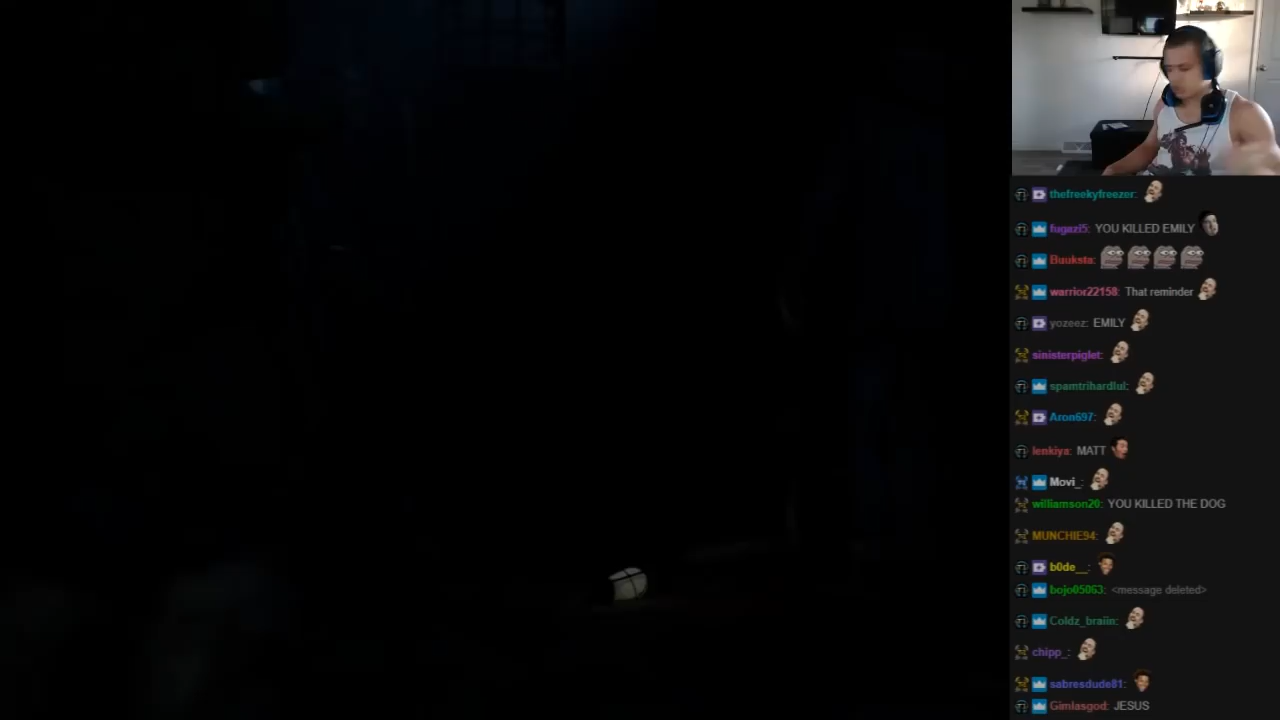 thefreekyfreezer:
fugazi5: YOU KILLED EMILY
Buuksta:
warrior22158: That reminder
yozeez: EMILY
sinisterpiglet:
spamtrihardlul:
Aron697:
lenkiya: MATT
Movi_:
williamson20: YOU KILLED THE DOG
MUNCHIE94:
b0de__:
bojo05063: <message deleted>
Coldz_braiin:
chipp_:
sabresdude81:
Gimlasgod: JESUS